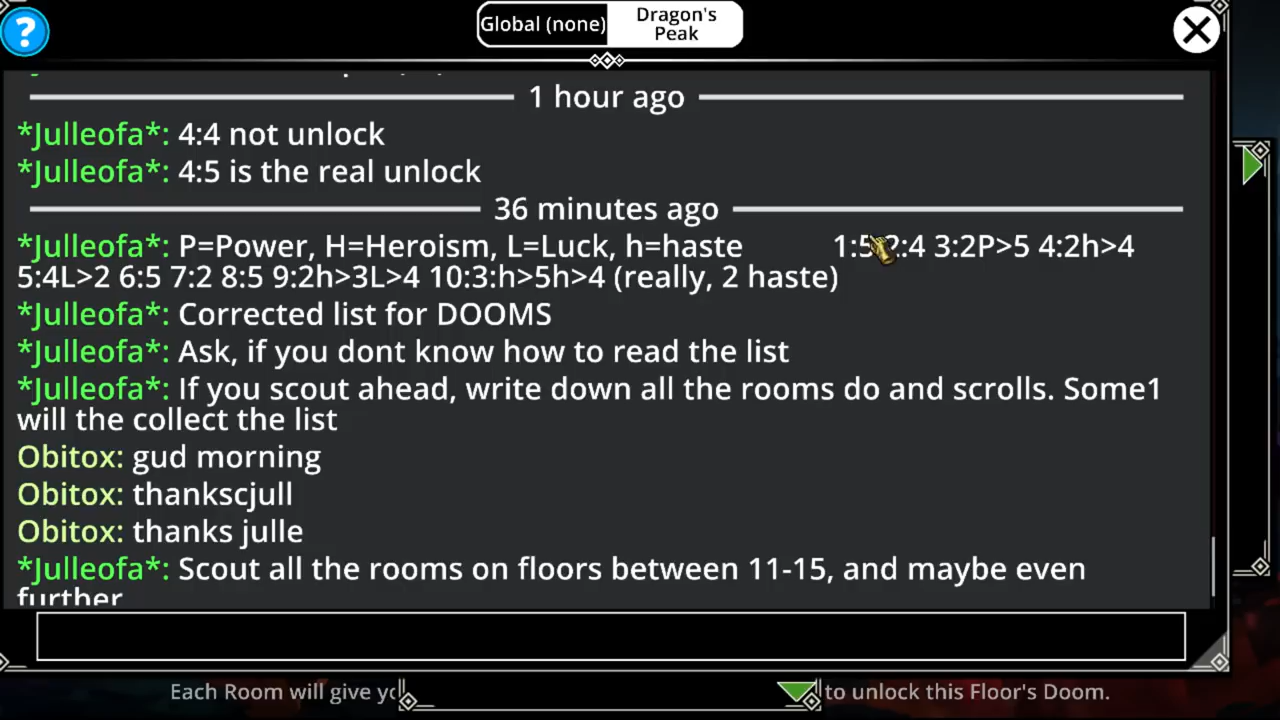 ?
Global (none)
Dragon's
Peak
1 hour ago
*Julleofa*: 4:4 not unlock
*Julleofa*: 4:5 is the real unlock
36 minutes ago
*Julleofa*: P=Power, H=Heroism, L=Luck, h=haste 1:5 2:4 3:2P>5 4:2h>4
5:4L>2 6:5 7:2 8:5 9:2h>3L>4 10:3:h>5h>4 (really, 2 haste)
*Julleofa*: Corrected list for DOOMS
*Julleofa*: Ask, if you dont know how to read the list
*Julleofa*: If you scout ahead, write down all the rooms do and scrolls. Some1
will the collect the list
Obitox: gud morning
Obitox: thankscjull
Obitox: thanks julle
*Julleofa*: Scout all the rooms on floors between 11-15, and maybe even
further
Each Room will give to unlock this Floor's Doom.